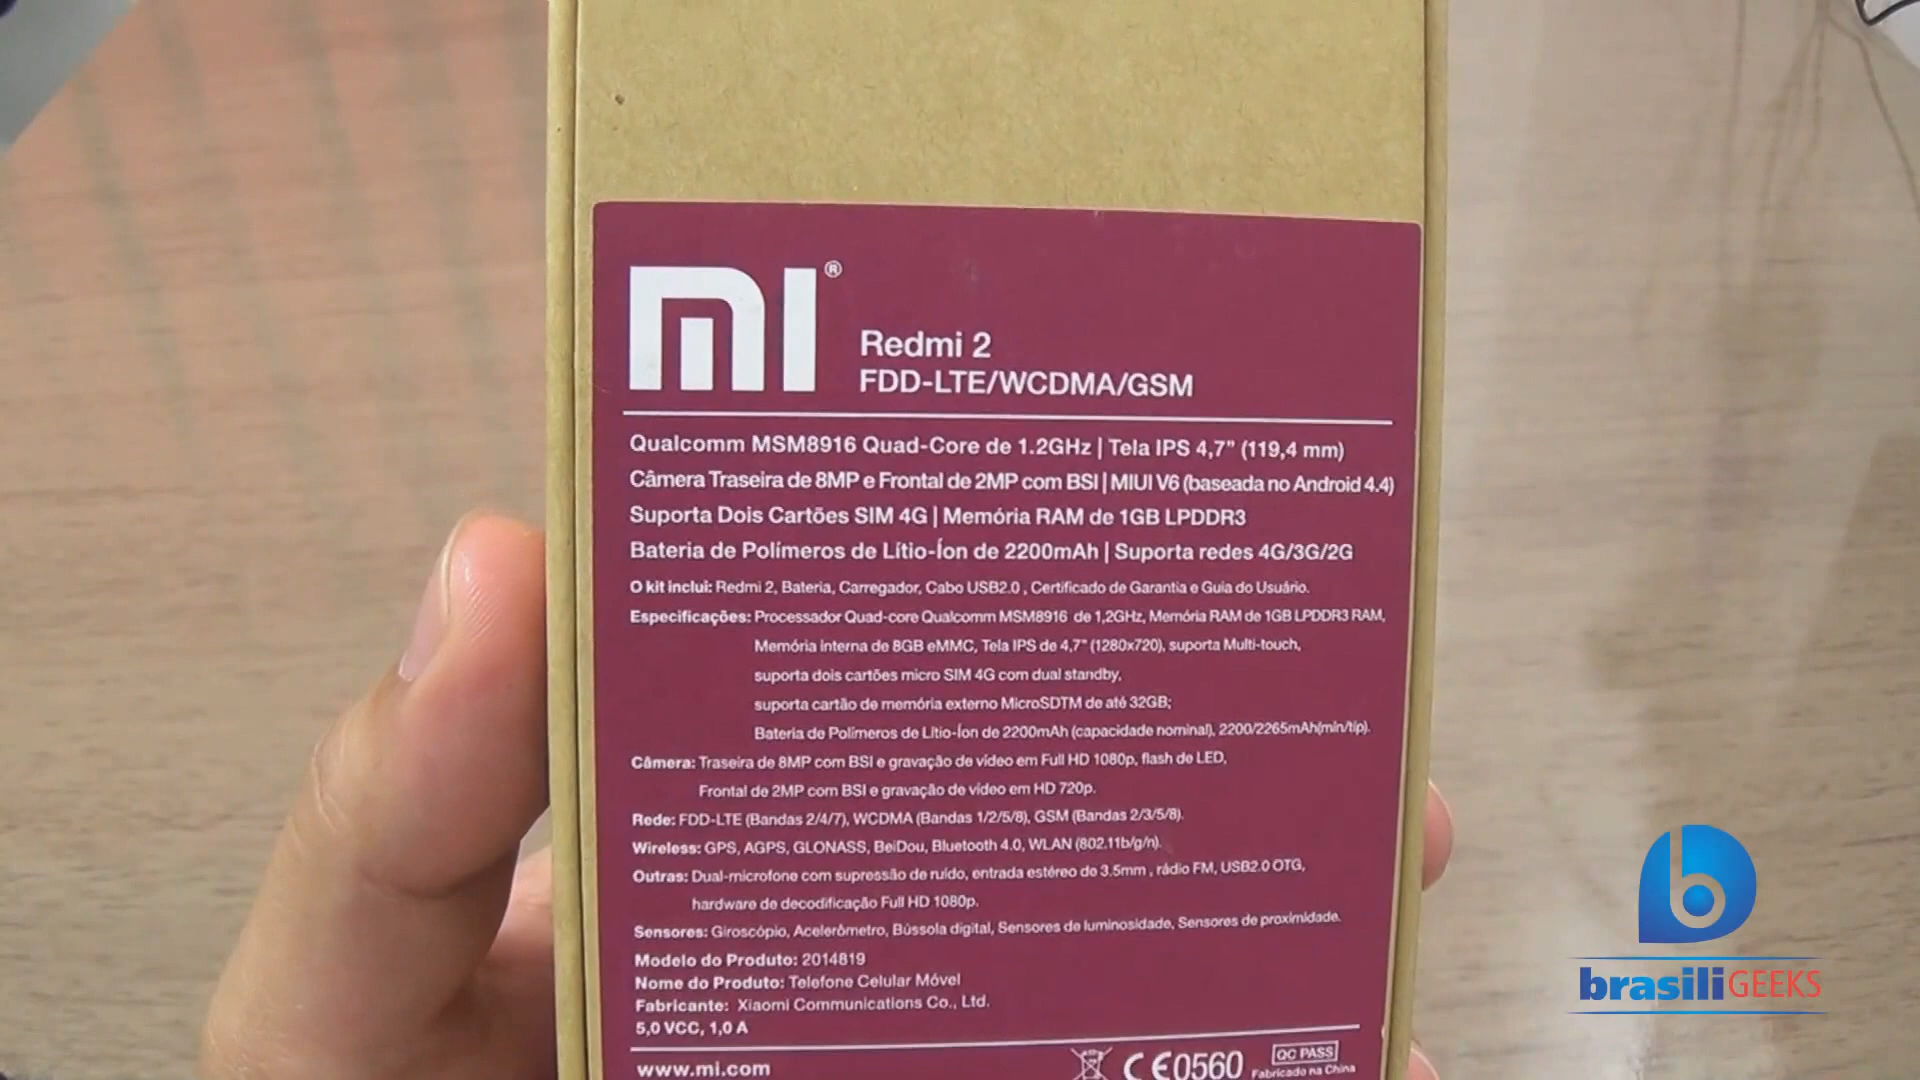 mi®
Redmi 2
FDD-LTE/WCDMA/GSM
Qualcomm MSM8916 Quad-Core de 1.2GHz | Tela IPS 4,7" (119,4 mm)
Câmera Traseira de 8MP e Frontal de 2MP com BSI | MIUI V6 (baseada no Android 4.4)
Suporta Dois Cartões SIM 4G | Memória RAM de 1GB LPDDR3
Bateria de Polímeros de Lítio-Íon de 2200mAh | Suporta redes 4G/3G/2G
O kit inclui: Redmi 2, Bateria, Carregador, Cabo USB2.0 , Certificado de Garantia e Guia do Usuário.
Especificações: Processador Quad-core Qualcomm MSM8916 de 1,2GHz, Memória RAM de 1GB LPDDR3 RAM,
Memória interna de 8GB eMMC, Tela IPS de 4,7" (1280x720), suporta Multi-touch,
suporta dois cartões micro SIM 4G com dual standby,
suporta cartão de memória externo MicroSDTM de até 32GB;
Bateria de Polímeros de Lítio-Íon de 2200mAh (capacidade nominal), 2200/2265mAh(min/tip).
Câmera: Traseira de 8MP com BSI e gravação de vídeo em Full HD 1080p, flash de LED,
Frontal de 2MP com BSI e gravação de vídeo em HD 720p.
Rede: FDD-LTE (Bandas 2/4/7), WCDMA (Bandas 1/2/5/8), GSM (Bandas 2/3/5/8).
Wireless: GPS, AGPS, GLONASS, BeiDou, Bluetooth 4.0, WLAN (802.11b/g/n).
Outras: Dual-microfone com supressão de ruído, entrada estéreo de 3.5mm , rádio FM, USB2.0 OTG,
hardware de decodificação Full HD 1080p.
Sensores: Giroscópio, Acelerômetro, Bússola digital, Sensores de luminosidade, Sensores de proximidade.
Modelo do Produto: 2014819
Nome do Produto: Telefone Celular Móvel
Fabricante: Xiaomi Communications Co., Ltd.
5,0 VCC, 1,0 A
www.mi.com
CE0560
QC PASS
Fabricado na China
b
brasiliGEEKS